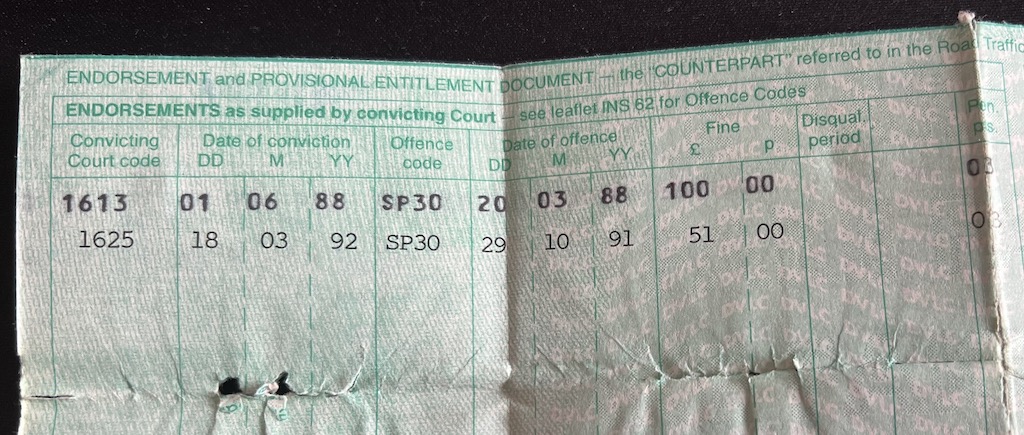 ENDORSEMENT and PROVISIONAL ENTITLEMENT DOCUMENT — the "COUNTERPART" referred to in the Road Traffic
ENDORSEMENTS as supplied by convicting Court — see leaflet INS 62 for Offence Codes
Convicting Court code Date of conviction DD M YY Offence code Date of offence DD M YY Fine £ p Disqual. period Pen. pts.
1613 01 06 88 SP30 20 03 88 100 00 03
1625 18 03 92 SP30 29 10 91 51 00 03